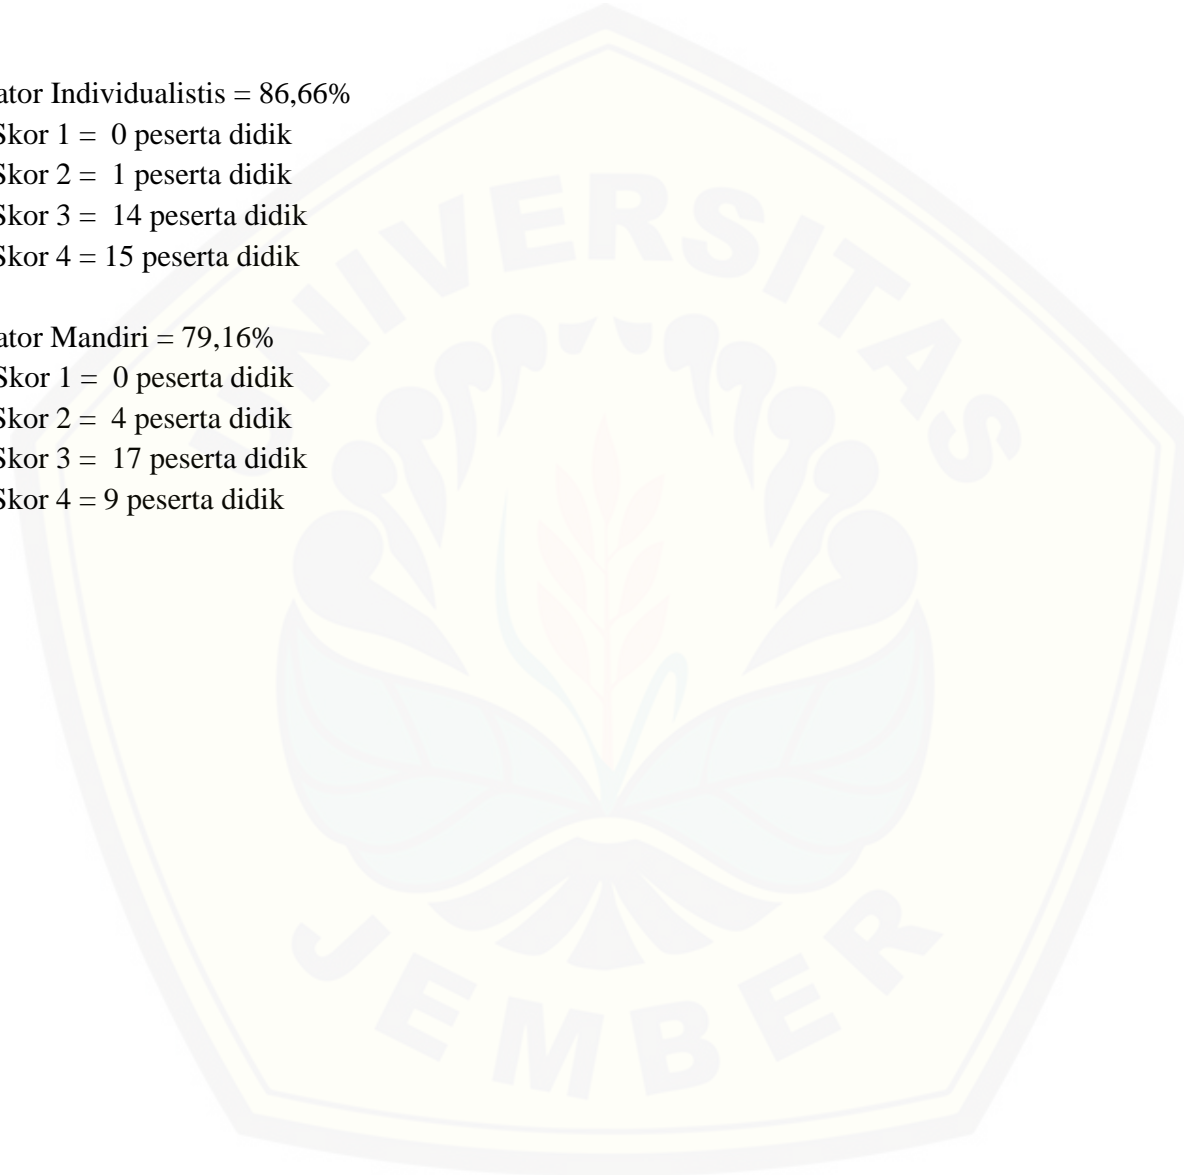 ator Individualistis = 86,66%
Skor 1 = 0 peserta didik
Skor 2 = 1 peserta didik
Skor 3 = 14 peserta didik
Skor 4 = 15 peserta didik
ator Mandiri = 79,16%
Skor 1 = 0 peserta didik
Skor 2 = 4 peserta didik
Skor 3 = 17 peserta didik
Skor 4 = 9 peserta didik
UNIVERSITAS
JEMBER